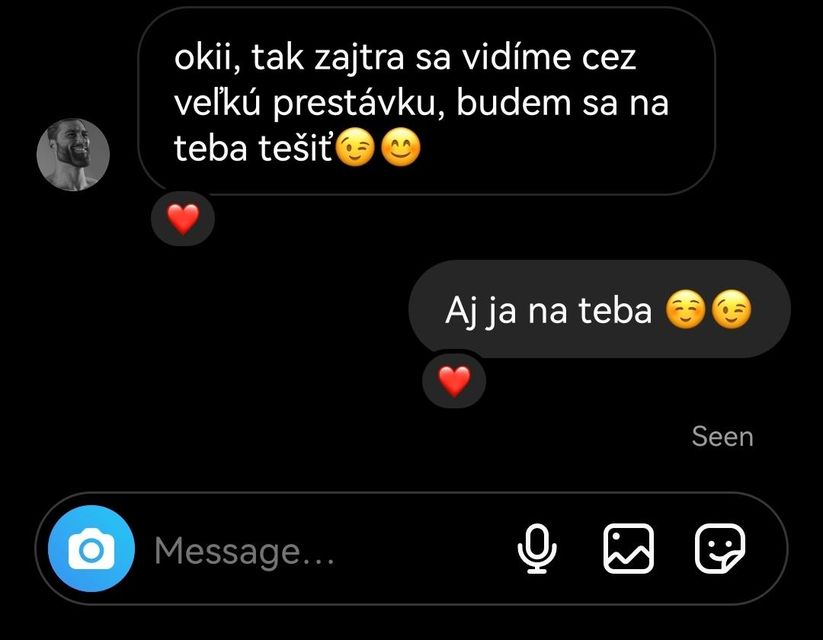 okii, tak zajtra sa vidíme cez
veľkú prestávku, budem sa na
teba tešiť😉😊
Aj ja na teba ☺️😉
Seen
Message...